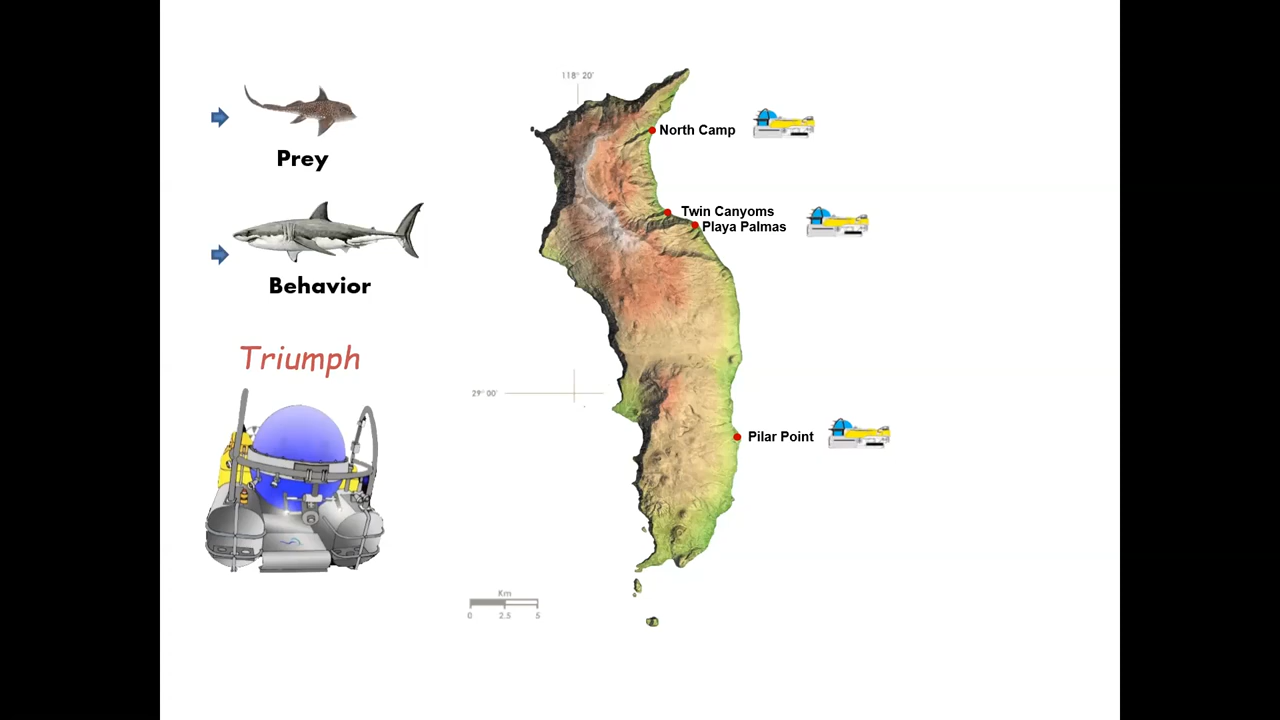 118° 20'
North Camp
Prey
Twin Canyoms
Playa Palmas
Behavior
Triumph
29° 00'
Pilar Point
Km
0 2.5 5